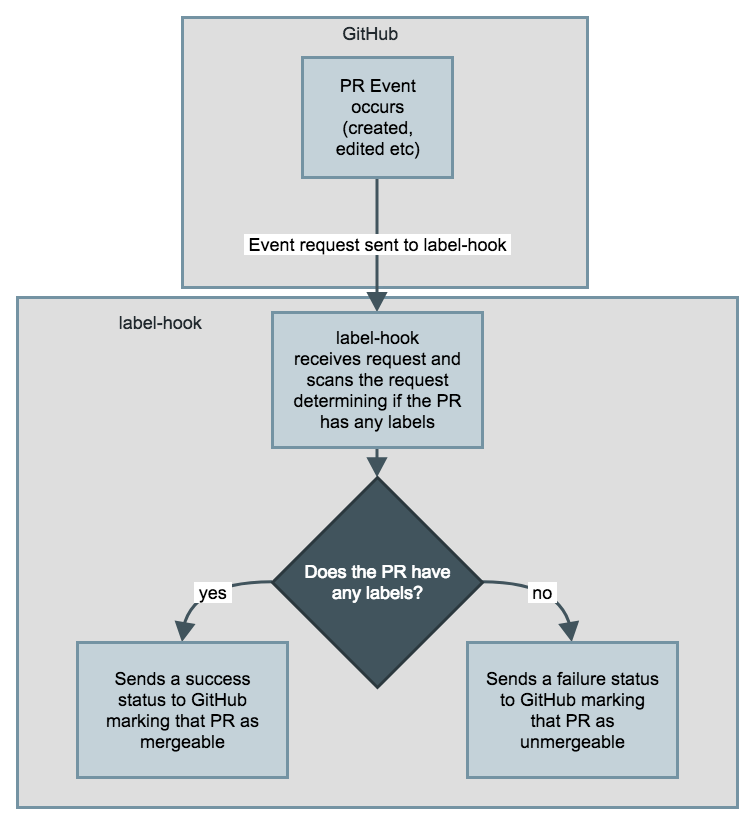 GitHub
PR Event
occurs
(created,
edited etc)
Event request sent to label-hook
label-hook
label-hook
receives request and
scans the request
determining if the PR
has any labels
Does the PR have
any labels?
yes
no
Sends a success
status to GitHub
marking that PR as
mergeable
Sends a failure status
to GitHub marking
that PR as
unmergeable